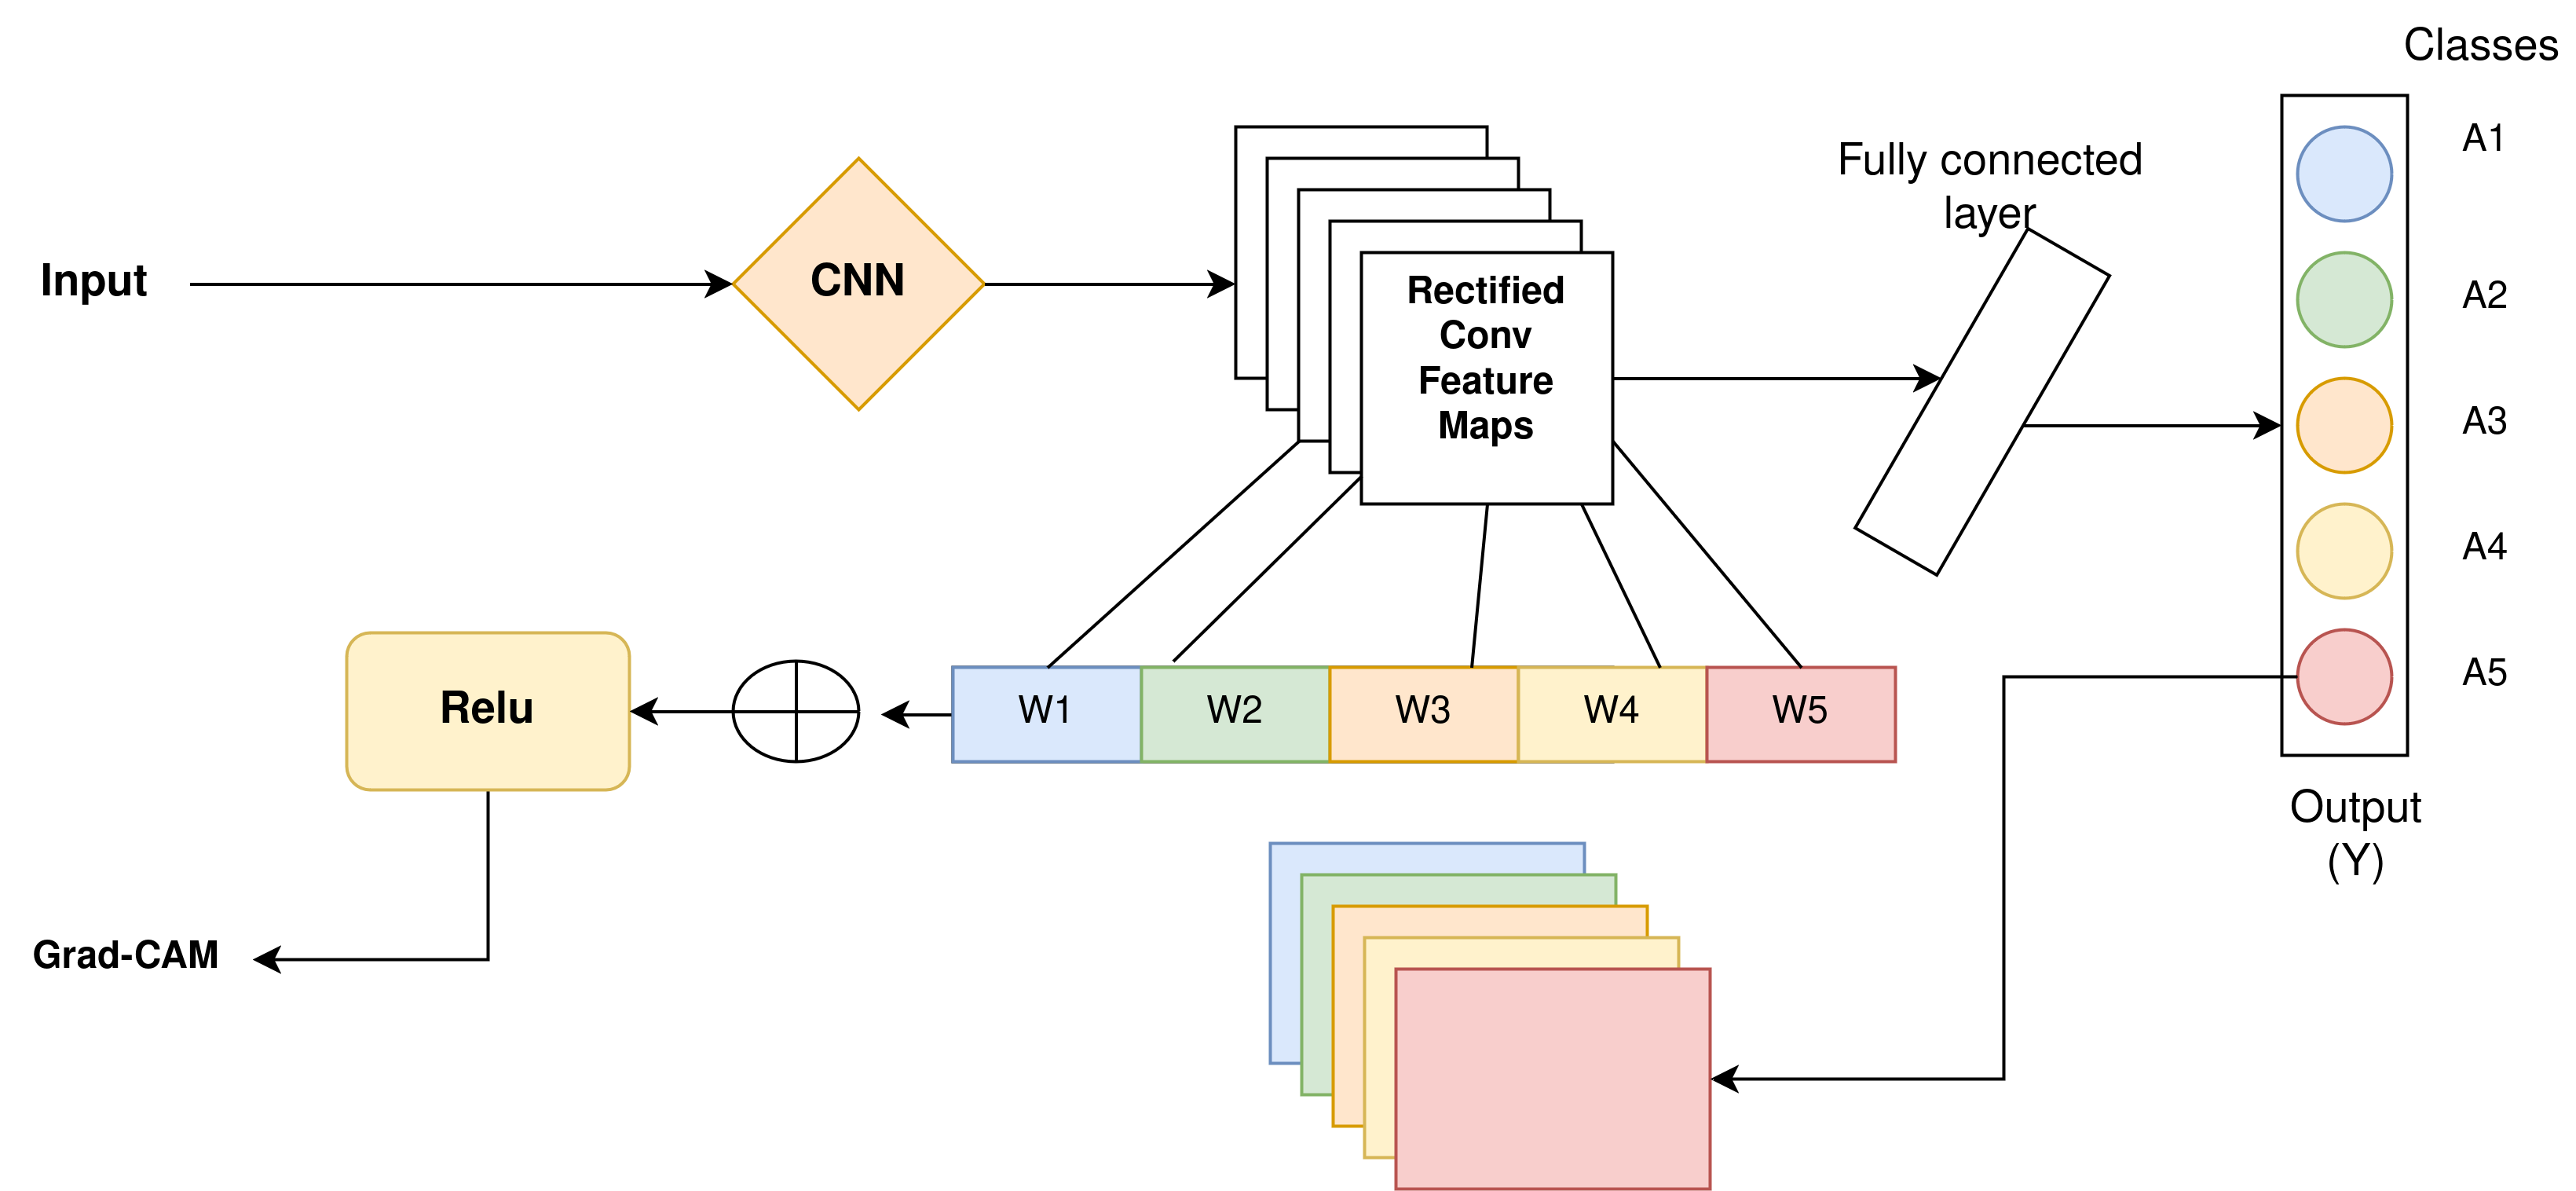 Classes
A1
Fully connected
layer
Input
CNN
Rectified
Conv
Feature
Maps
A2
A3
A4
A5
Relu
W1
W2
W3
W4
W5
Output
(Y)
Grad-CAM